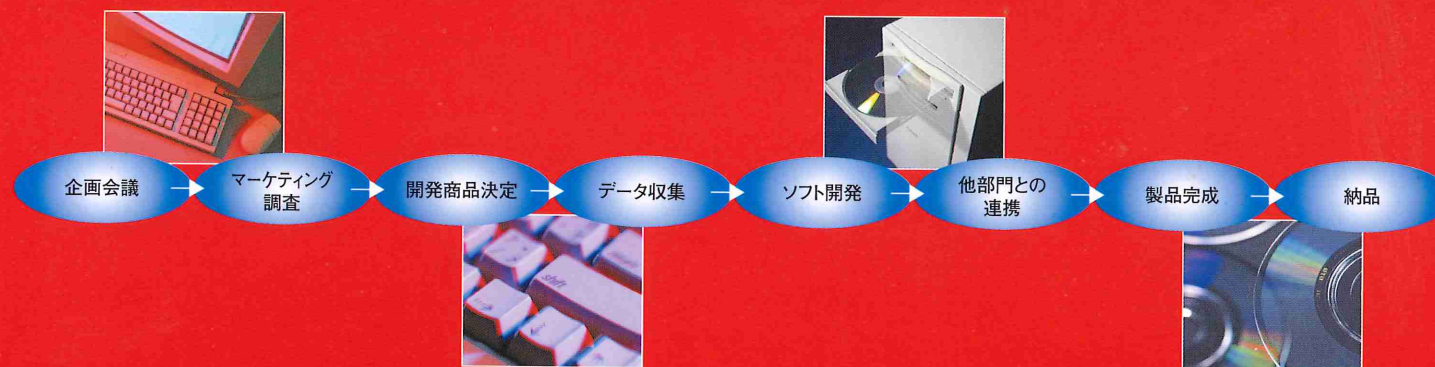 企画会議
マーケティング
調査
開発商品決定
データ収集
ソフト開発
他部門との
連携
製品完成
納品
shift